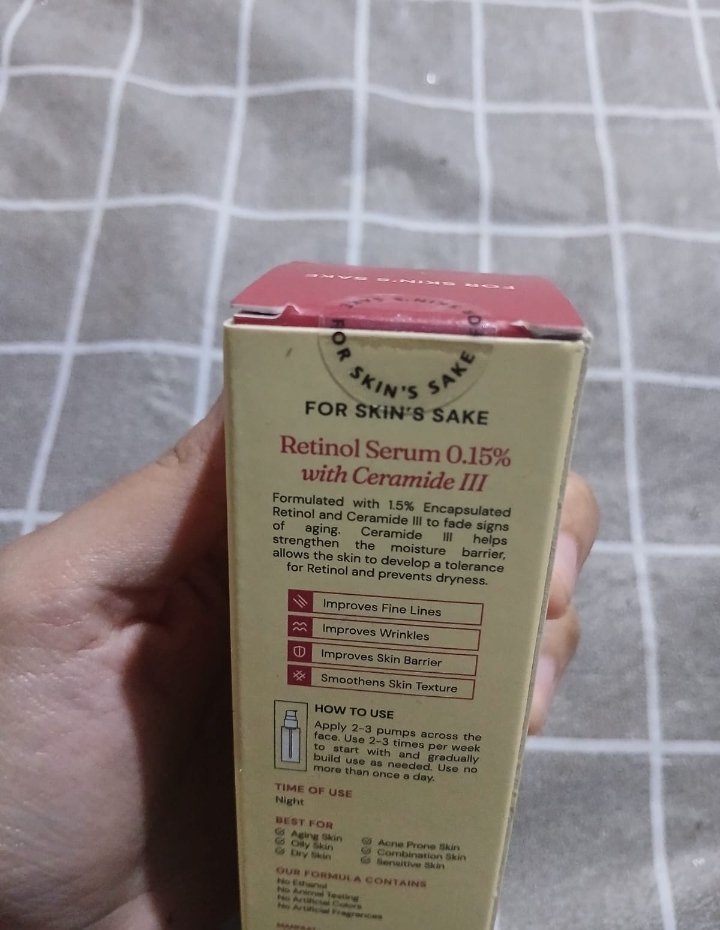 FOR SKIN'S SAKE
FOR SKIN'S SAKE
FOR SKIN'S SAKE
Retinol Serum 0.15%
with Ceramide III
Formulated with 1.5% Encapsulated
Retinol and Ceramide III to fade signs
of aging. Ceramide III helps
strengthen the moisture barrier,
allows the skin to develop a tolerance
for Retinol and prevents dryness.
Improves Fine Lines
Improves Wrinkles
Improves Skin Barrier
Smoothens Skin Texture
HOW TO USE
Apply 2-3 pumps across the
face. Use 2-3 times per week
to start with and gradually
build use as needed. Use no
more than once a day.
TIME OF USE
Night
BEST FOR
Aging Skin
Oily Skin
Dry Skin
Acne Prone Skin
Combination Skin
Sensitive Skin
OUR FORMULA CONTAINS
No Ethanol
No Animal Testing
No Artificial Colors
No Artificial Fragrances